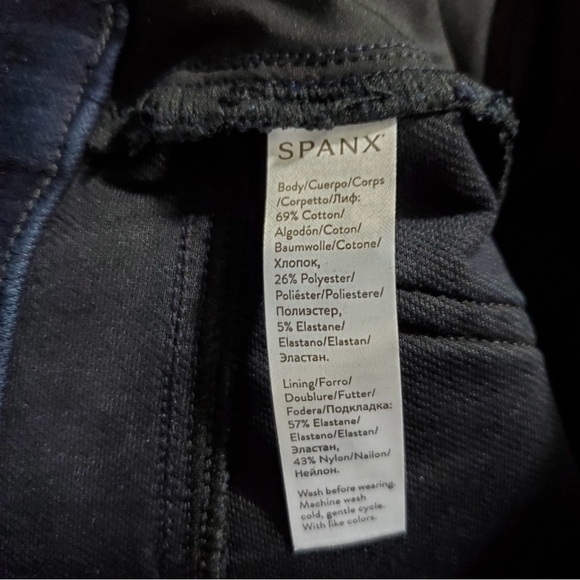 SPANX
Body/Cuerpo/Corps
/Corpetto/Лиф:
69% Cotton/
Algodón/Coton/
Baumwolle/Cotone/
Хлопок,
26% Polyester/
Poliéster/Poliestere/
Полиэстер,
5% Elastane/
Elastano/Elastan/
Эластан.
Lining/Forro/
Doublure/Futter/
Fodera/Подкладка:
57% Elastane/
Elastano/Elastan/
Эластан,
43% Nylon/Nailon/
Нейлон.
Wash before wearing.
Machine wash
cold, gentle cycle.
With like colors.